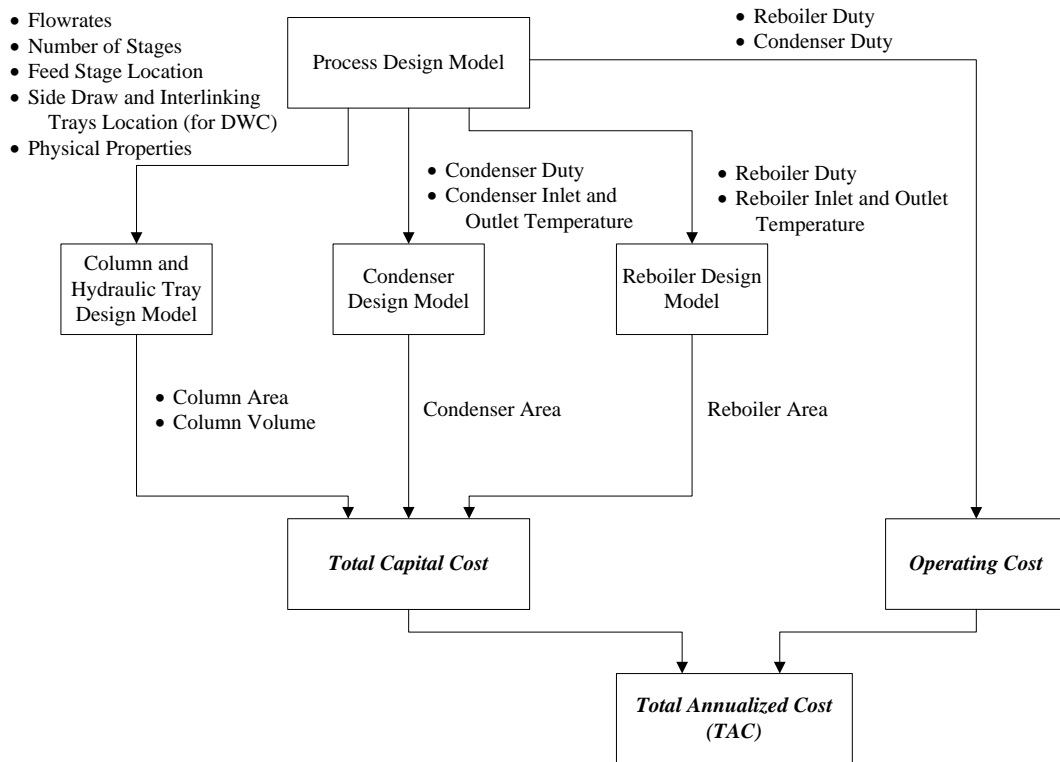 • Flowrates
• Number of Stages
• Feed Stage Location
• Side Draw and Interlinking
Trays Location (for DWC)
• Physical Properties
Process Design Model
• Reboiler Duty
• Condenser Duty
• Condenser Duty
• Condenser Inlet and
Outlet Temperature
• Reboiler Duty
• Reboiler Inlet and Outlet
Temperature
Column and
Hydraulic Tray
Design Model
Condenser
Design Model
Reboiler Design
Model
• Column Area
• Column Volume
Condenser Area
Reboiler Area
Total Capital Cost
Operating Cost
Total Annualized Cost
(TAC)